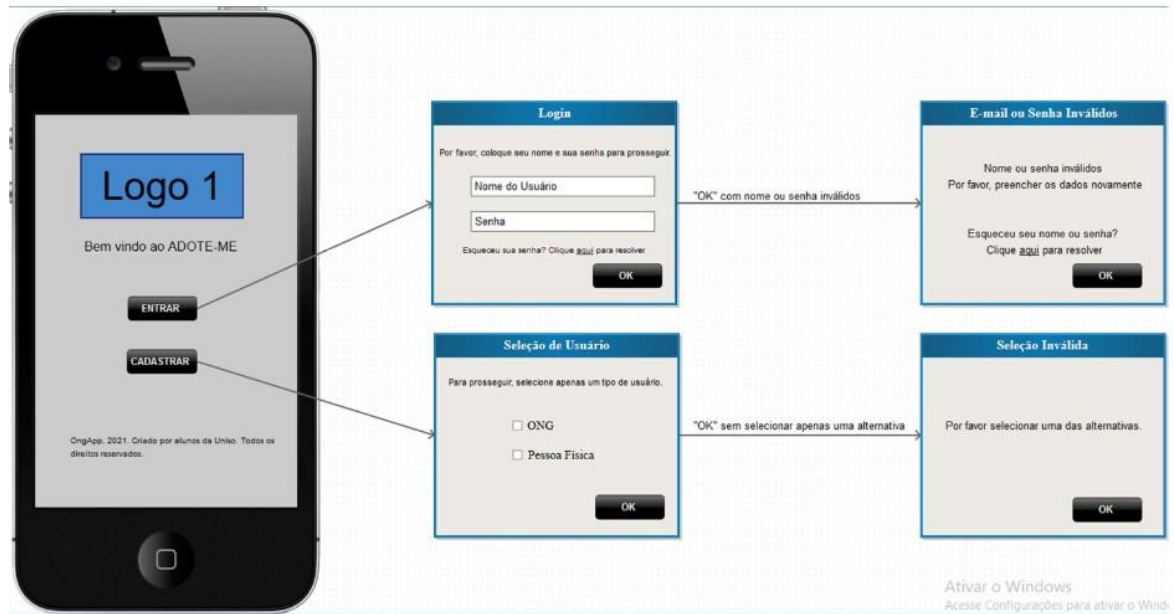 Logo 1
Bem vindo ao ADOTE-ME
ENTRAR
CADASTRAR
OngApp, 2021. Criado por alunos da Uniso. Todos os
direitos reservados.
Login
Por favor, coloque seu nome e sua senha para prosseguir.
Nome do Usuário
Senha
Esqueceu sua senha? Clique aqui para resolver
OK
"OK" com nome ou senha inválidos
E-mail ou Senha Inválidos
Nome ou senha inválidos
Por favor, preencher os dados novamente
Esqueceu seu nome ou senha?
Clique aqui para resolver
OK
Seleção de Usuário
Para prosseguir, selecione apenas um tipo de usuário.
ONG
Pessoa Física
OK
"OK" sem selecionar apenas uma alternativa
Seleção Inválida
Por favor selecionar uma das alternativas.
OK
Ativar o Windows
Acesse Configurações para ativar o Wind